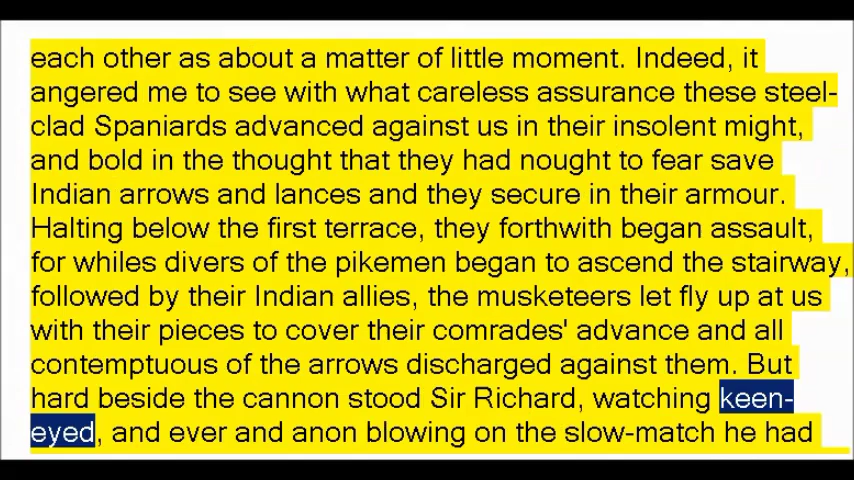 each other as about a matter of little moment. Indeed, it
angered me to see with what careless assurance these steel-
clad Spaniards advanced against us in their insolent might,
and bold in the thought that they had nought to fear save
Indian arrows and lances and they secure in their armour.
Halting below the first terrace, they forthwith began assault,
for whiles divers of the pikemen began to ascend the stairway,
followed by their Indian allies, the musketeers let fly up at us
with their pieces to cover their comrades' advance and all
contemptuous of the arrows discharged against them. But
hard beside the cannon stood Sir Richard, watching keen-
eyed, and ever and anon blowing on the slow-match he had